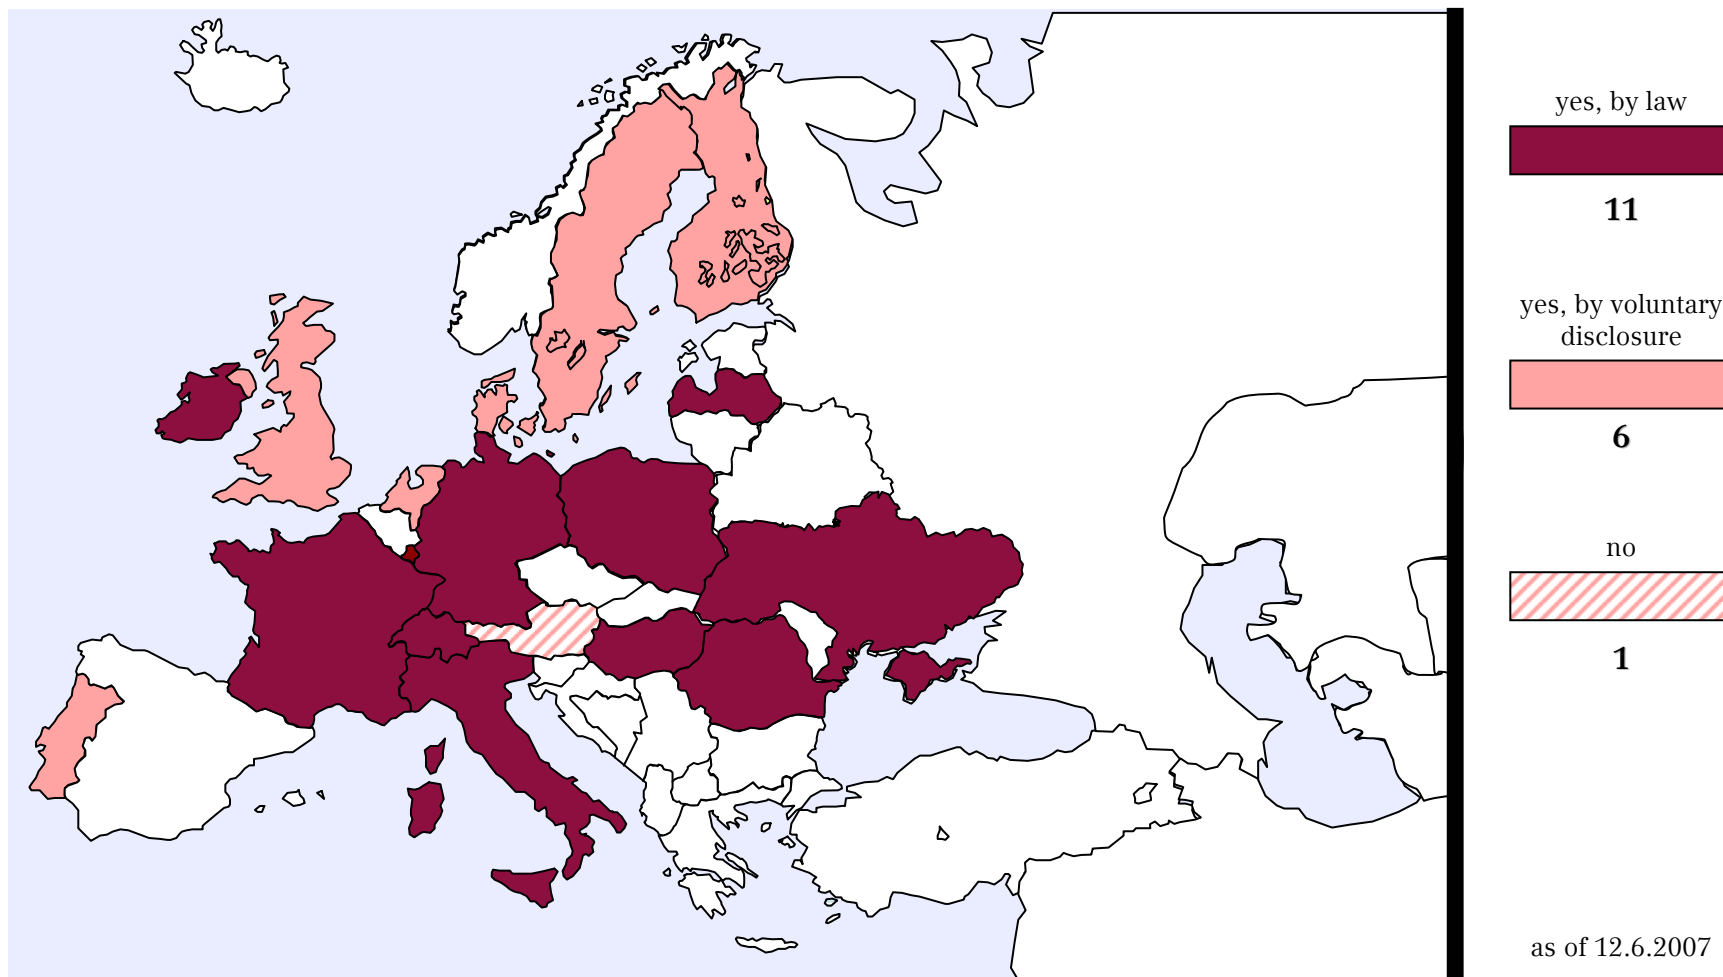 yes, by law
11
yes, by voluntary
disclosure
6
no
1
as of 12.6.2007